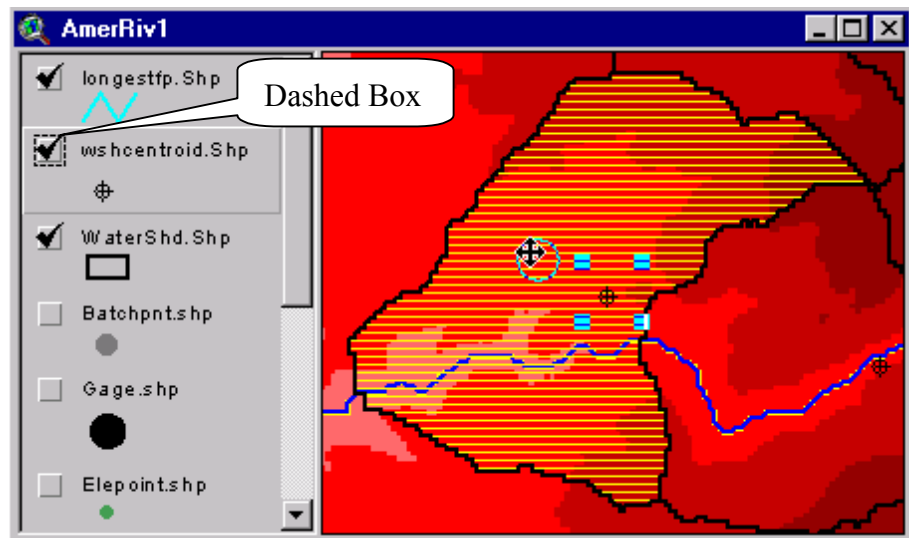 AmerRiv1
longestfp.Shp
Dashed Box
wshcentroid.Shp
WaterShd.Shp
Batchpnt.shp
Gage.shp
Elepoint.shp